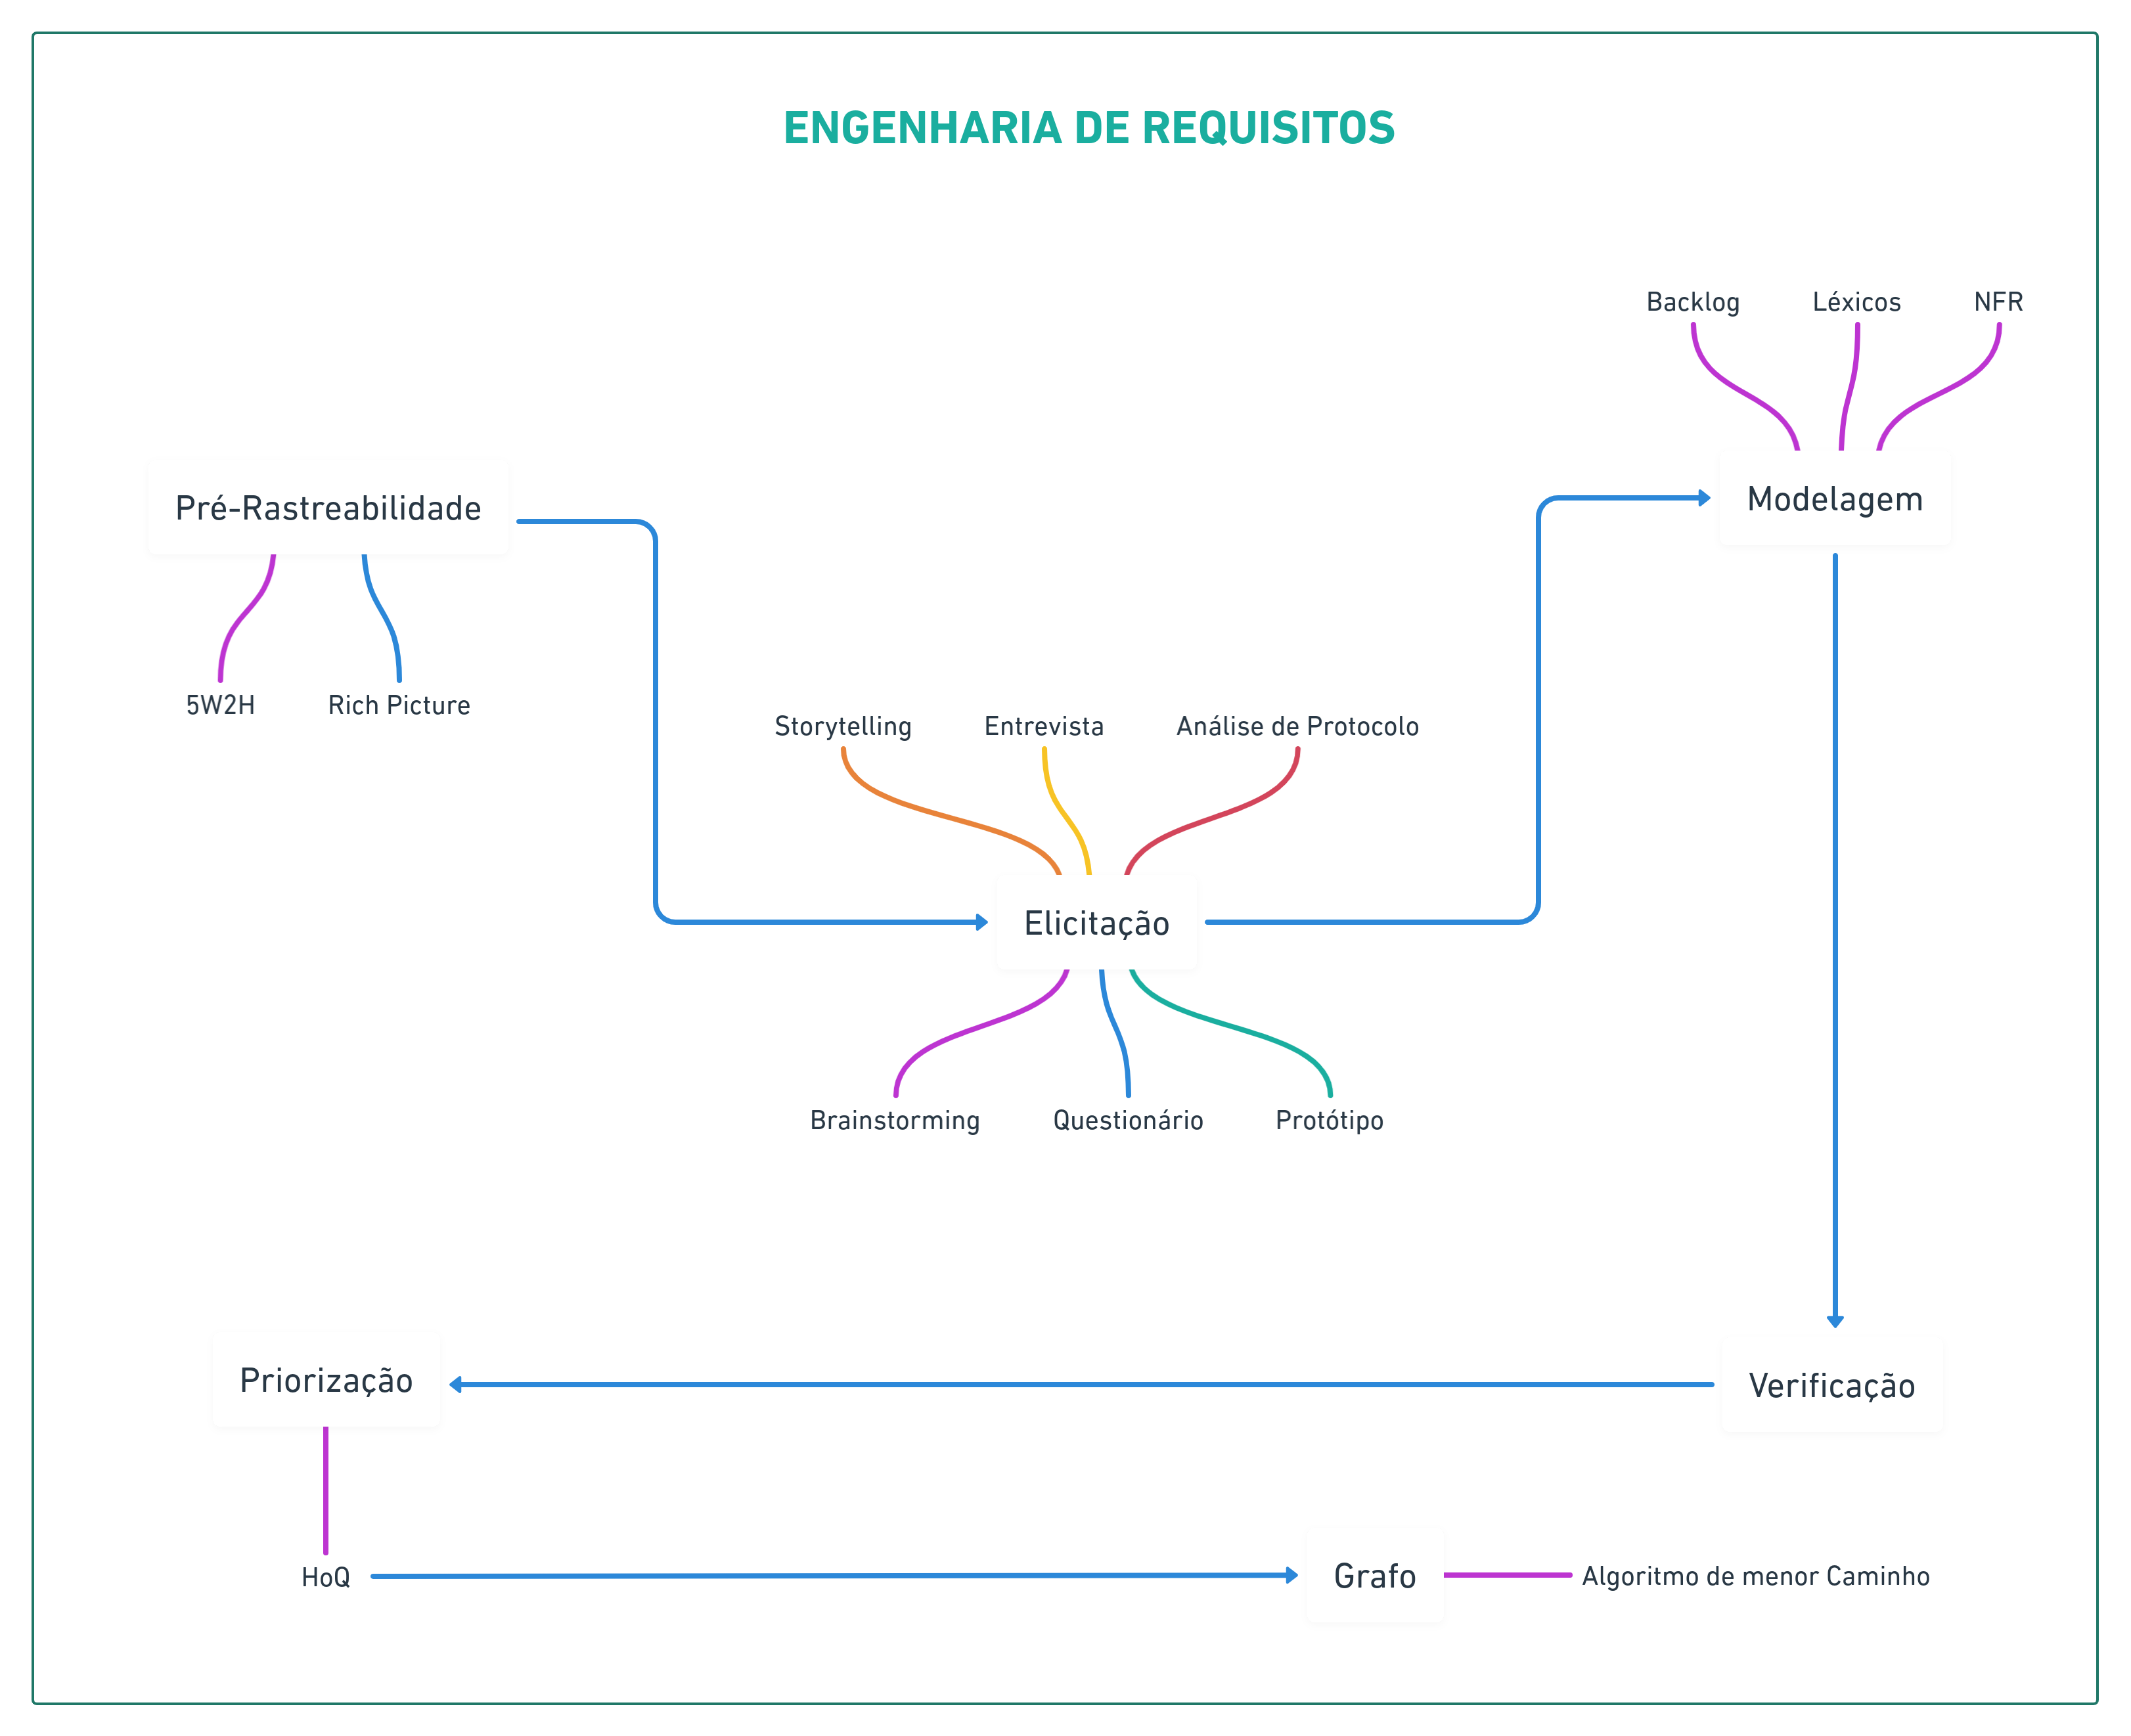 ENGENHARIA DE REQUISITOS
Backlog
Léxicos
NFR
Pré-Rastreabilidade
Modelagem
5W2H
Rich Picture
Storytelling
Entrevista
Análise de Protocolo
Elicitação
Brainstorming
Questionário
Protótipo
Priorização
Verificação
HoQ
Grafo
Algoritmo de menor Caminho